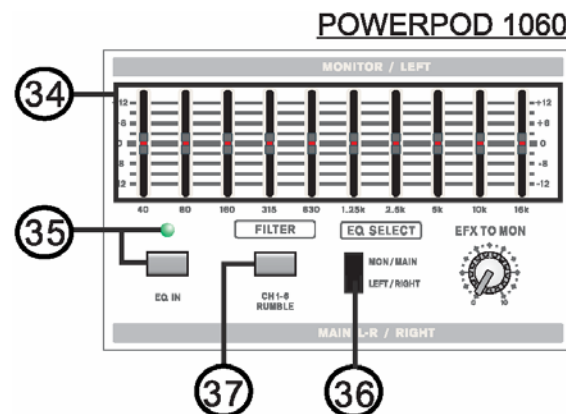 POWERPOD 1060
MONITOR / LEFT
34
+12 +12
+6 +6
0 0
-6 -6
-12 -12
40 80 160 315 630 1.25k 2.5k 5k 10k 16k
35
FILTER EQ SELECT EFX TO MON
MON/MAIN
LEFT/RIGHT
EQ IN CH1-6
RUMBLE
0 10
MAIN L-R / RIGHT
37 36